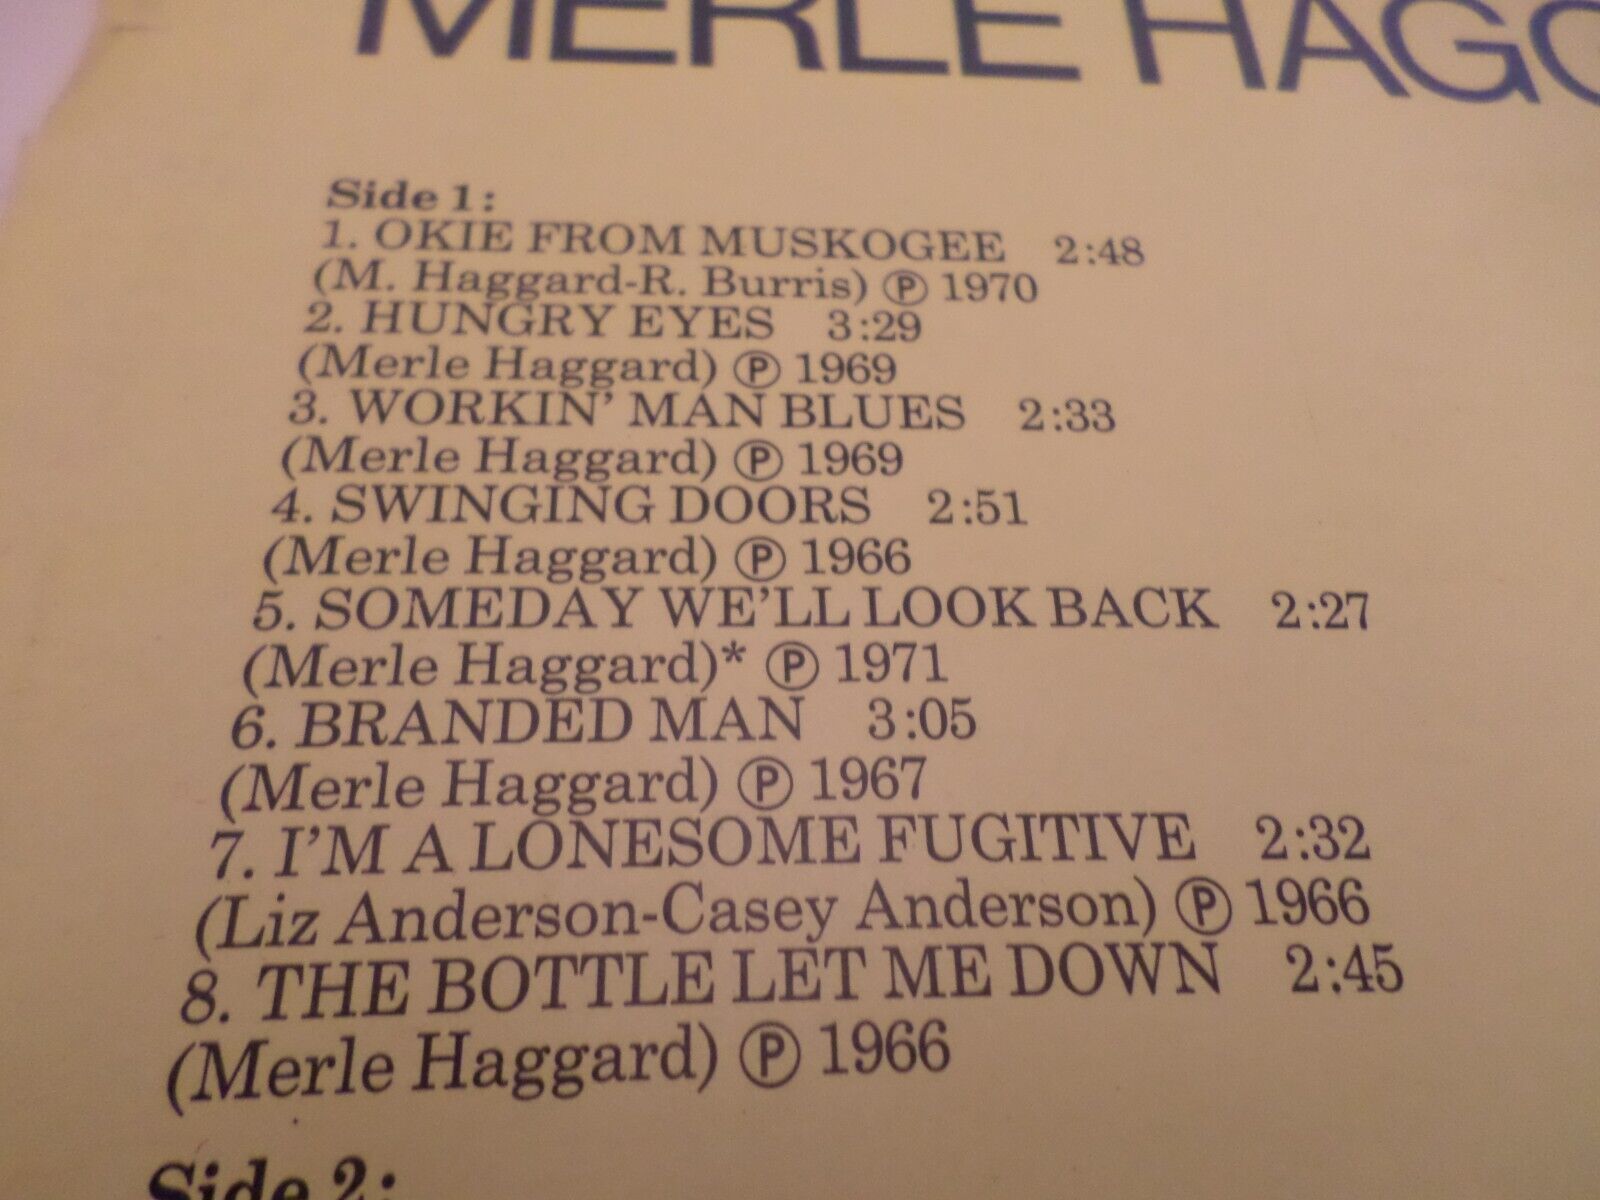 MERLE HAGG
Side 1:
1. OKIE FROM MUSKOGEE 2:48
(M. Haggard-R. Burris) Ⓟ 1970
2. HUNGRY EYES 3:29
(Merle Haggard) Ⓟ 1969
3. WORKIN' MAN BLUES 2:33
(Merle Haggard) Ⓟ 1969
4. SWINGING DOORS 2:51
(Merle Haggard) Ⓟ 1966
5. SOMEDAY WE'LL LOOK BACK 2:27
(Merle Haggard)* Ⓟ 1971
6. BRANDED MAN 3:05
(Merle Haggard) Ⓟ 1967
7. I'M A LONESOME FUGITIVE 2:32
(Liz Anderson-Casey Anderson) Ⓟ 1966
8. THE BOTTLE LET ME DOWN 2:45
(Merle Haggard) Ⓟ 1966
Side 2: